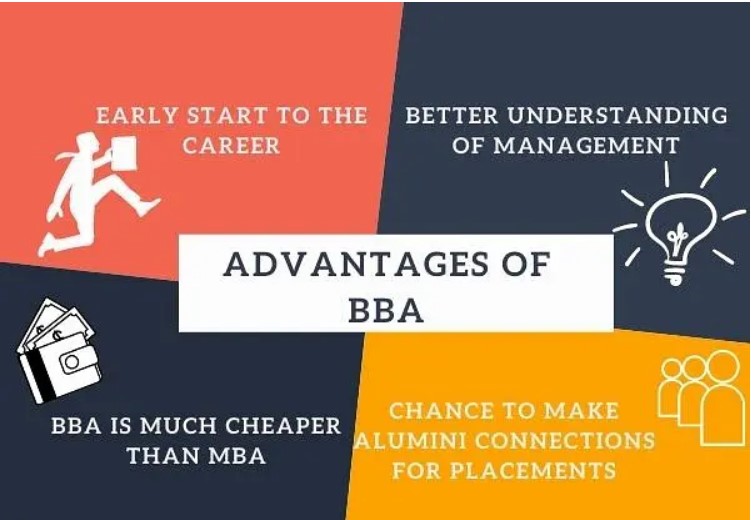 EARLY START TO THE
CAREER
BETTER UNDERSTANDING
OF MANAGEMENT
ADVANTAGES OF
BBA
BBA IS MUCH CHEAPER
THAN MBA
CHANCE TO MAKE
ALUMINI CONNECTIONS
FOR PLACEMENTS